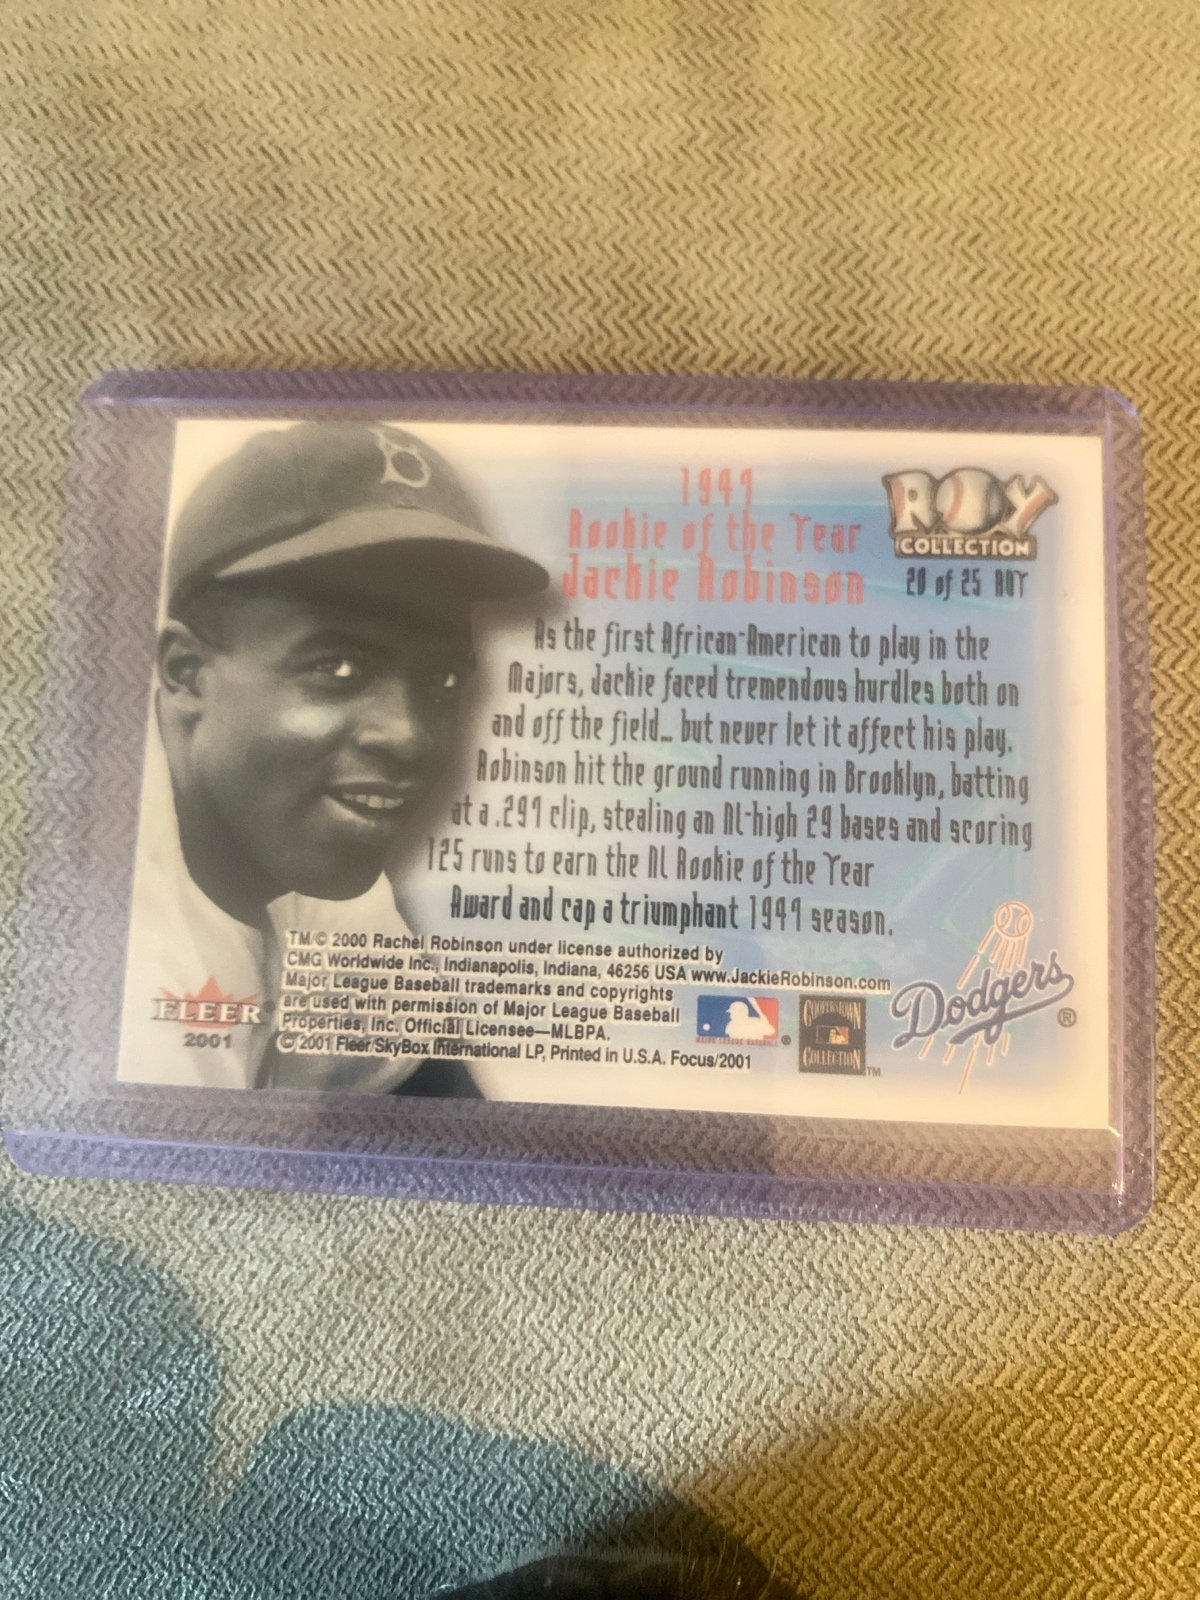 B
1947
Rookie of the Year
Jackie Robinson
ROY
COLLECTION
20 of 25 ROY
As the first African-American to play in the
Majors, Jackie faced tremendous hurdles both on
and off the field... but never let it affect his play.
Robinson hit the ground running in Brooklyn, batting
at a .297 clip, stealing an NL-high 29 bases and scoring
125 runs to earn the NL Rookie of the Year
Award and cap a triumphant 1947 season.
TM/© 2000 Rachel Robinson under license authorized by
CMG Worldwide Inc., Indianapolis, Indiana, 46256 USA www.JackieRobinson.com
Major League Baseball trademarks and copyrights
are used with permission of Major League Baseball
Properties, Inc. Official Licensee—MLBPA.
© 2001 Fleer/SkyBox International LP, Printed in U.S.A. Focus/2001
FLEER
2001
MAJOR LEAGUE BASEBALL ®
COOPERSTOWN
COLLECTION TM
Dodgers ®